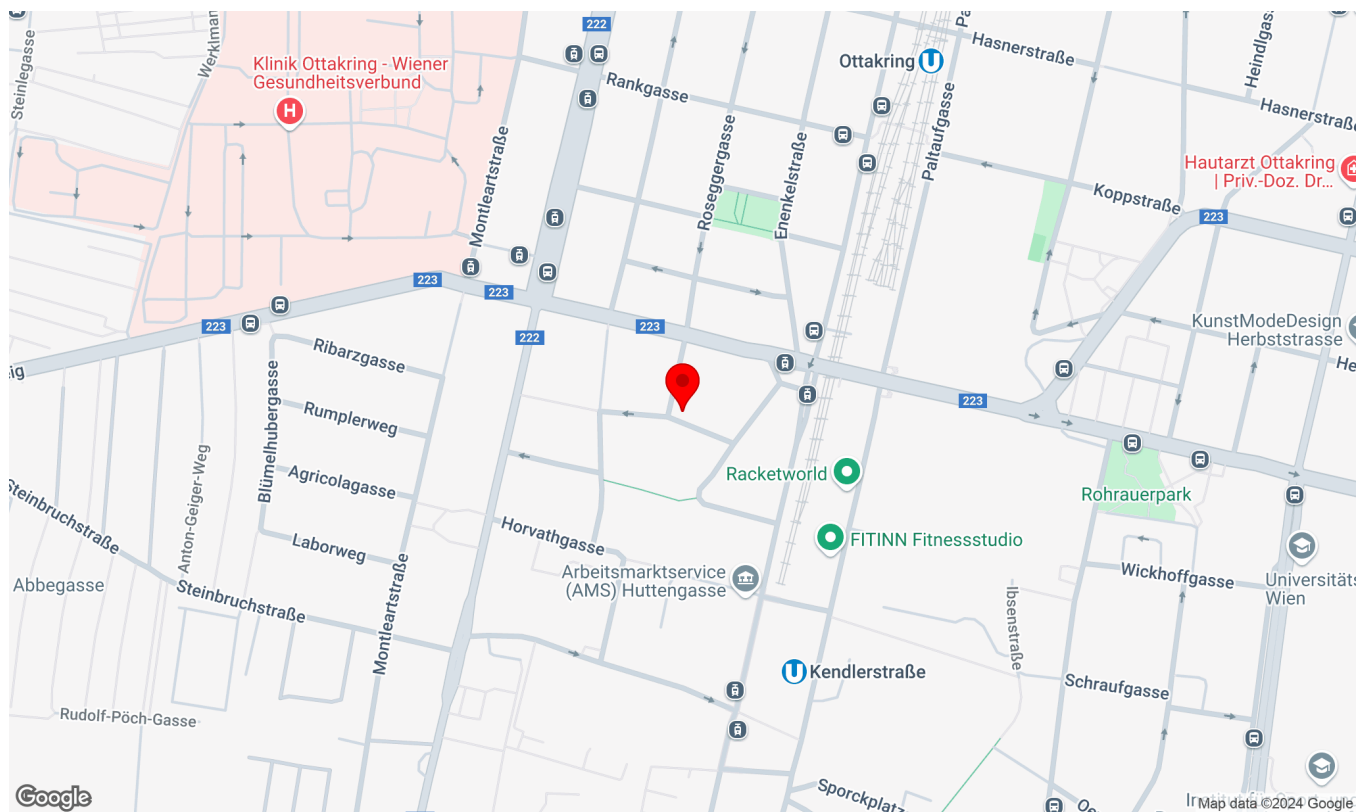 222
Hasnerstraße
Heindlgasse
Steinlegasse
Klinik Ottakring - Wiener
Gesundheitsverbund
H
Ottakring
U
Rankgasse
Hasnerstraße
Montleartstraße
Roseggergasse
Enenkelstraße
Paltaufgasse
Hautarzt Ottakring
| Priv.-Doz. Dr...
Koppstraße
223
223
223
223
223
222
Ribarzgasse
KunstModeDesign
Herbststrasse
Rumplerweg
223
Blümelhubergasse
Anton-Geiger-Weg
Agricolagasse
Racketworld
Rohrauerpark
Steinbruchstraße
Horvathgasse
FITINN Fitnessstudio
Laborweg
Abbegasse
Arbeitsmarktservice
(AMS) Huttengasse
Wickhoffgasse
Universitäts
Wien
Ibsenstraße
Steinbruchstraße
Montleartstraße
U
Kendlerstraße
Schraufgasse
Rudolf-Pöch-Gasse
Sporckplatz
Google
Map data ©2024 Google